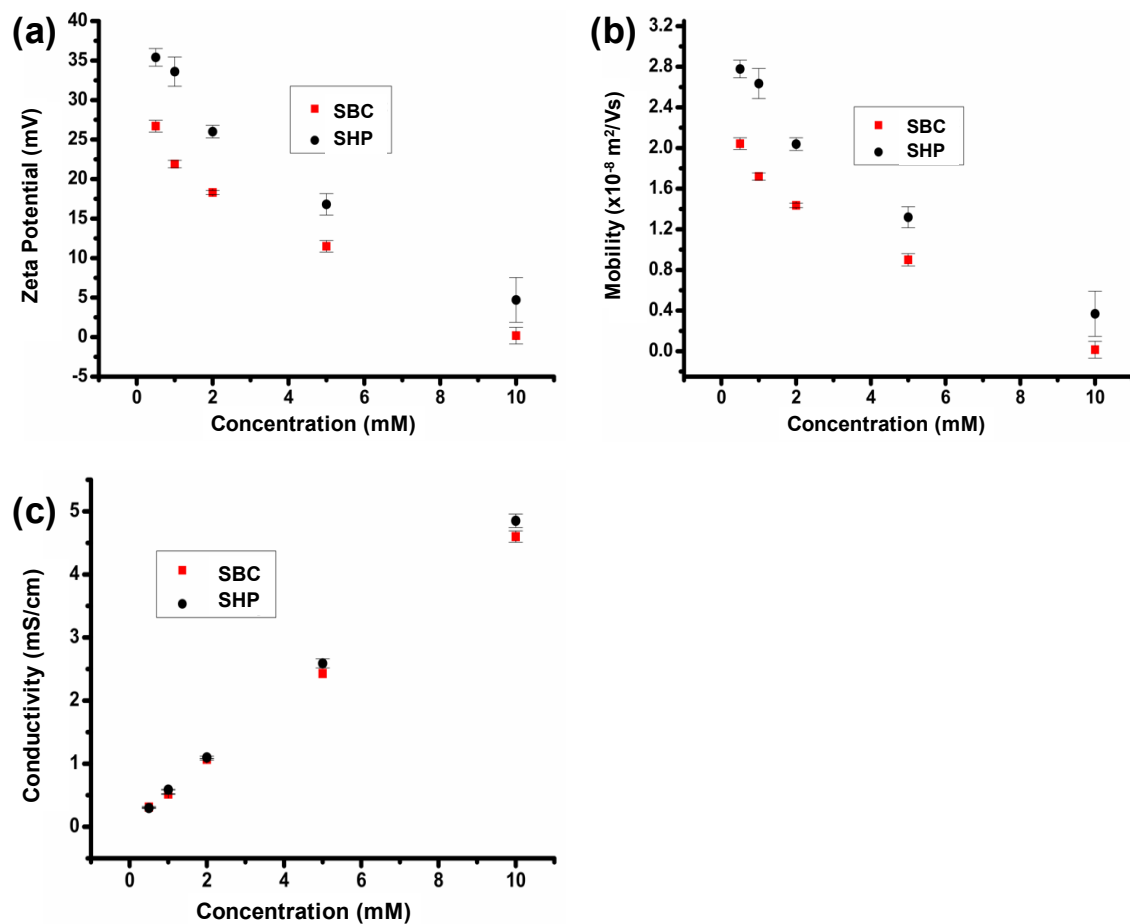 (a)
40
35
30
25
20
15
10
5
0
-5
Zeta Potential (mV)
SBC
SHP
0 2 4 6 8 10
Concentration (mM)
(b)
3.2
2.8
2.4
2.0
1.6
1.2
0.8
0.4
0.0
Mobility (x10⁻⁸ m²/Vs)
SBC
SHP
0 2 4 6 8 10
Concentration (mM)
(c)
5
4
3
2
1
0
Conductivity (mS/cm)
SBC
SHP
0 2 4 6 8 10
Concentration (mM)